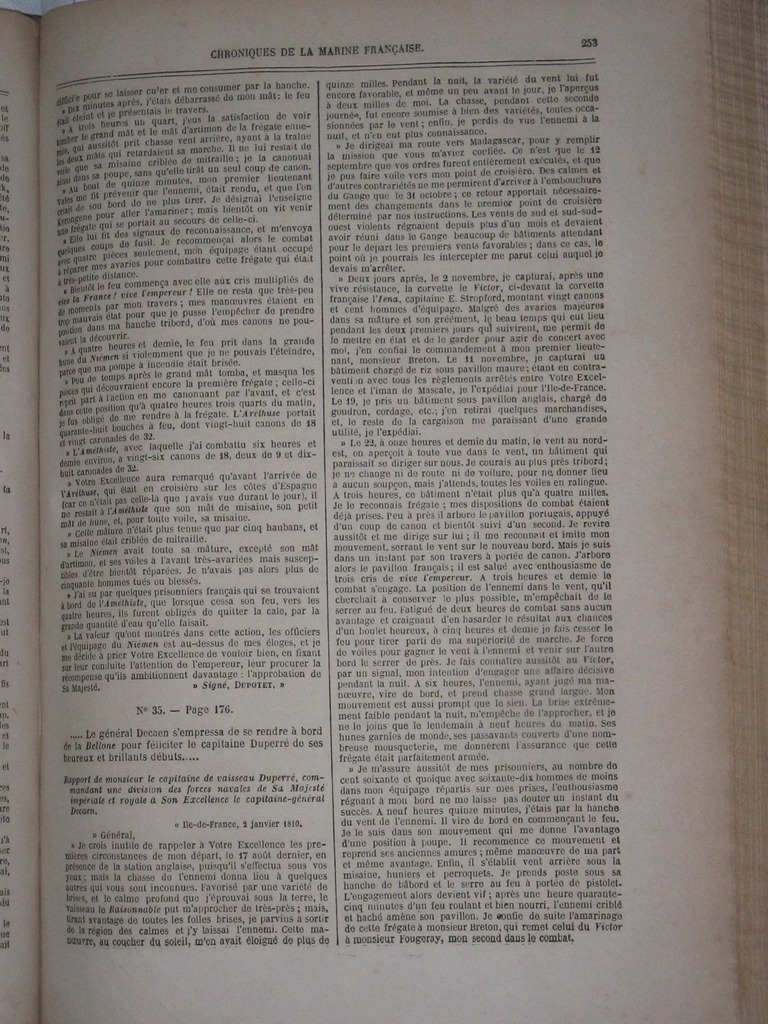 CHRONIQUES DE LA MARINE FRANÇAISE.
253
difficile pour se laisser culer et me consumer par la hanche.
» Dix minutes après, j'étais débarrassé de mon mât: le feu
était éteint et je présentais le travers.
» A trois heures un quart, j'eus la satisfaction de voir
tomber le grand mât et le mât d'artimon de la frégate enne-
mie, qui aussitôt prit chasse vent arrière, ayant à la traîne
les deux mâts qui retardaient sa marche. Il ne lui restait de
voile que sa misaine criblée de mitraille; je la canonnai
ainsi dans sa poupe, sans qu'elle tirât un seul coup de canon.
» Au bout de quinze minutes, mon premier lieutenant
vales me fit prévenir que l'ennemi, était rendu, et que l'on
criait de son bord de ne plus tirer. Je désignai l'enseigne
pour aller l'amariner; mais bientôt on vit venir
une frégate qui se portait au secours de celle-ci.
» Elle lui fit des signaux de reconnaissance, et m'envoya
quelques coups de fusil. Je recommençai alors le combat
avec quatre pièces seulement, mon équipage étant occupé
à réparer mes avaries pour combattre cette frégate qui était
à très-petite distance.
» Bientôt le feu commença avec elle aux cris multipliés de
vive la France! vive l'empereur! Elle ne resta que très-peu
de moments par mon travers; mes manœuvres étaient en
trop mauvais état pour que je pusse l'empêcher de prendre
position dans ma hanche tribord, d'où mes canons ne pou-
vaient la découvrir.
» A quatre heures et demie, le feu prit dans la grande
hune du Niémen si violemment que je ne pouvais l'éteindre,
parce que ma pompe à incendie était brisée.
» Peu de temps après le grand mât tomba, et masqua les
pièces qui découvraient encore la première frégate; celle-ci
reprit part à l'action en me canonnant par l'avant, et c'est
dans cette position qu'à quatre heures trois quarts du matin,
je fus obligé de me rendre à la frégate. L'Aréthuse portait
quarante-huit bouches à feu, dont vingt-huit canons de 18
et vingt caronades de 32.
» L'Améthiste, avec laquelle j'ai combattu six heures et
demie environ, a vingt-six canons de 18, deux de 9 et dix-
huit caronades de 32.
» Votre Excellence aura remarqué qu'avant l'arrivée de
l'Aréthuse, qui était en croisière sur les côtes d'Espagne
(car ce n'était pas celle-là que j'avais vue durant le jour), il
ne restait à l'Améthiste que son mât de misaine, son petit
mât de hune, et, pour toute voile, sa misaine.
» Cette mâture n'était plus tenue que par cinq haubans, et
sa misaine était criblée de mitraille.
» Le Niémen avait toute sa mâture, excepté son mât
d'artimon, et ses voiles à l'avant très-avariées mais suscep-
tibles d'être bientôt réparées. Je n'avais pas alors plus de
cinquante hommes tués ou blessés.
» J'ai su par quelques prisonniers français qui se trouvaient
à bord de l'Améthiste, que lorsque cessa son feu, vers les
quatre heures, ils furent obligés de quitter la cale, par la
grande quantité d'eau qu'elle faisait.
» La valeur qu'ont montrés dans cette action, les officiers
et l'équipage du Niémen est au-dessus de mes éloges, et je
me décide à prier Votre Excellence de vouloir bien, en fixant
sur leur conduite l'attention de l'empereur, leur procurer la
récompense qu'ils ambitionnent davantage : l'approbation de
Sa Majesté. » Signé, DUPOTET, »
N° 35. — Page 176.
..... Le général Decaen s'empressa de se rendre à bord
de la Bellone pour féliciter le capitaine Duperré de ses
heureux et brillants débuts.....
Rapport de monsieur le capitaine de vaisseau Duperré, com-
mandant une division des forces navales de Sa Majesté
impériale et royale à Son Excellence le capitaine-général
Decaen.
« Ile-de-France, 2 janvier 1810.
» Général,
» Je crois inutile de rappeler à Votre Excellence les pre-
mières circonstances de mon départ, le 17 août dernier, en
présence de la station anglaise, puisqu'il s'effectua sous vos
yeux; mais la chasse de l'ennemi donna lieu à quelques
autres qui vous sont inconnues. Favorisé par une variété de
brises, et le calme profond que j'éprouvai sous la terre, le
vaisseau le Raisonnable put m'approcher de très-près; mais,
tirant avantage de toutes les folles brises, je parvins à sortir
de la région des calmes et j'y laissai l'ennemi. Cette ma-
nœuvre, au coucher du soleil, m'en avait éloigné de plus de
quinze milles. Pendant la nuit, la variété du vent lui fut
encore favorable, et même un peu avant le jour, je l'aperçus
à deux milles de moi. La chasse, pendant cette seconde
journée, fut encore soumise à bien des variétés, toutes occa-
sionnées par le vent; enfin, je perdis de vue l'ennemi à la
nuit, et n'en eut plus connaissance.
» Je dirigeai ma route vers Madagascar, pour y remplir
la mission que vous m'aviez confiée. Ce n'est que le 12
septembre que vos ordres furent entièrement exécutés, et que
je pus faire voile vers mon point de croisière. Des calmes et
d'autres contrariétés ne me permirent d'arriver à l'embouchure
du Gange que le 31 octobre; ce retour apportait nécessaire-
ment des changements dans le premier point de croisière
déterminé par nos instructions. Les vents de sud et sud-sud-
ouest violents régnaient depuis plus d'un mois et devaient
avoir réuni dans le Gange beaucoup de bâtiments attendant
pour le départ les premiers vents favorables; dans ce cas, le
point où je pourrais les intercepter me parut celui auquel je
devais m'arrêter.
» Deux jours après, le 2 novembre, je capturai, après une
vive résistance, la corvette le Victor, ci-devant la corvette
française l'Iena, capitaine E. Stropford, montant vingt canons
et cent hommes d'équipage. Malgré des avaries majeures
dans sa mâture et son gréement, le beau temps qui eut lieu
pendant les deux premiers jours qui suivirent, me permit de
le mettre en état et de le garder pour agir de concert avec
moi, j'en confiai le commandement à mon premier lieute-
nant, monsieur Breton. Le 11 novembre, je capturai un
bâtiment chargé de riz sous pavillon maure; étant en contra-
vention avec tous les règlements arrêtés entre Votre Excel-
lence et l'iman de Mascate, je l'expédiai pour l'Ile-de-France.
Le 19, je pris un bâtiment sous pavillon anglais, chargé de
goudron, cordage, etc.; j'en retirai quelques marchandises,
et, le reste de la cargaison me paraissant d'une grande
utilité, je l'expédiai.
» Le 22, à onze heures et demie du matin, le vent au nord-
est, on aperçoit à toute vue dans le vent, un bâtiment qui
paraissait se diriger sur nous. Je courais au plus près tribord;
je ne change ni de route ni de voilure, pour ne donner lieu
à aucun soupçon, mais j'attends, toutes les voiles en ralingue.
A trois heures, ce bâtiment n'était plus qu'à quatre milles.
Je le reconnais frégate; mes dispositions de combat étaient
déjà prises. Peu à près il arbore le pavillon portugais, appuyé
d'un coup de canon et bientôt suivi d'un second. Je revire
aussitôt et me dirige sur lui; il me reconnait et imite mon
mouvement, serrant le vent sur le nouveau bord. Mais je suis
dans un instant par son travers à portée de canon. J'arbore
alors le pavillon français; il est salué avec enthousiasme de
trois cris de vive l'empereur. A trois heures et demie le
combat s'engage. La position de l'ennemi dans le vent, qu'il
cherchait à conserver le plus possible, m'empêchait de le
serrer au feu. Fatigué de deux heures de combat sans aucun
avantage et craignant d'en hasarder le résultat aux chances
d'un boulet heureux, à cinq heures et demie je fais cesser le
feu pour tirer parti de ma supériorité de marche. Je force
de voiles pour gagner le vent à l'ennemi et venir sur l'autre
bord le serrer de près. Je fais connaître aussitôt au Victor,
par un signal, mon intention d'engager une affaire décisive
pendant la nuit. A six heures, l'ennemi, ayant jugé ma ma-
nœuvre, vire de bord, et prend chasse grand largue. Mon
mouvement est aussi prompt que le sien. La brise extrême-
ment faible pendant la nuit, m'empêche de l'approcher, et je
ne le joins que le lendemain à neuf heures du matin. Ses
hunes garnies de monde, ses passavants couverts d'une nom-
breuse mousqueterie, me donnèrent l'assurance que cette
frégate était parfaitement armée.
» Je m'assure aussitôt de mes prisonniers, au nombre de
cent soixante et quoique avec soixante-dix hommes de moins
dans mon équipage répartis sur mes prises, l'enthousiasme
régnant à mon bord ne me laisse pas douter un instant du
succès. A neuf heures quinze minutes, j'étais par la hanche
du vent de l'ennemi. Il vire de bord en commençant le feu.
Je le suis dans son mouvement qui me donne l'avantage
d'une position à poupe. Il recommence ce mouvement et
reprend ses anciennes amures; même manœuvre de ma part
et même avantage. Enfin, il s'établit vent arrière sous la
misaine, huniers et perroquets. Je prends poste sous sa
hanche de bâbord et le serre au feu à portée de pistolet.
L'engagement alors devient vif; après une heure quarante-
cinq minutes d'un feu roulant et bien nourri, l'ennemi criblé
et haché amène son pavillon. Je confie de suite l'amarinage
de cette frégate à monsieur Breton, qui remet celui du Victor
à monsieur Fougeray, mon second dans le combat.